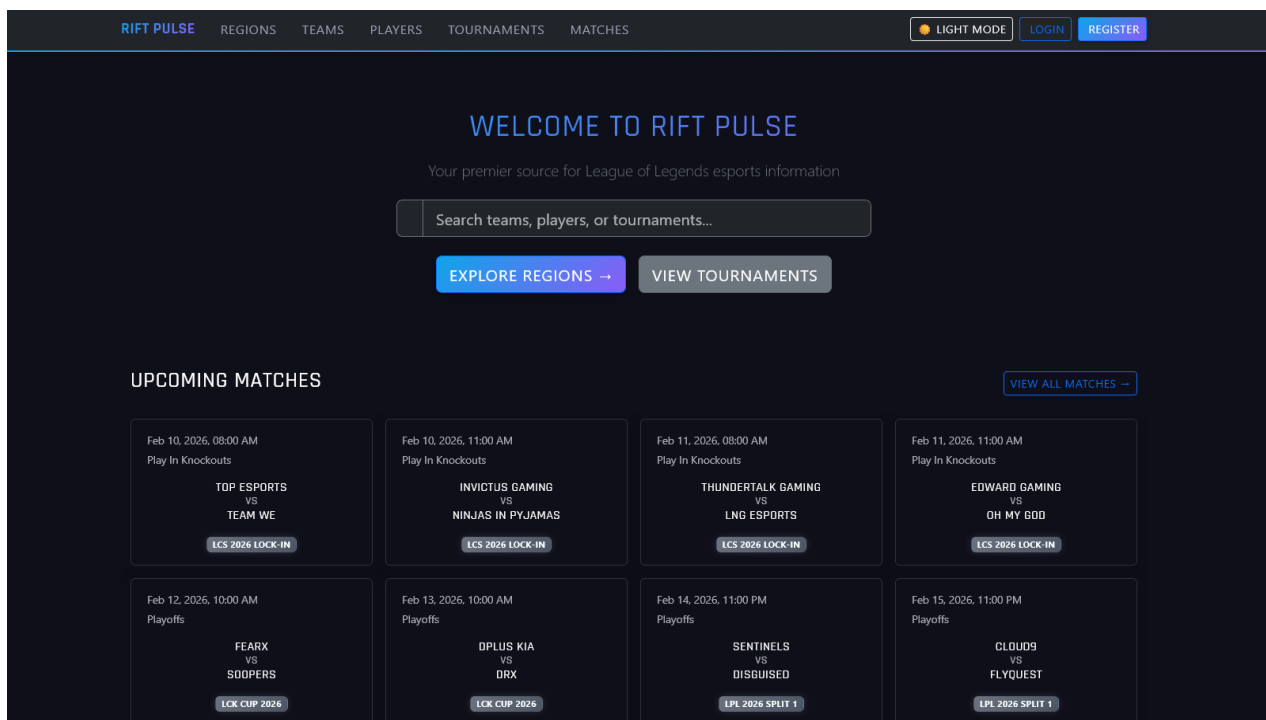 RIFT PULSE REGIONS TEAMS PLAYERS TOURNAMENTS MATCHES LIGHT MODE LOGIN REGISTER
WELCOME TO RIFT PULSE
Your premier source for League of Legends esports information
Search teams, players, or tournaments...
EXPLORE REGIONS → VIEW TOURNAMENTS
UPCOMING MATCHES
VIEW ALL MATCHES →
Feb 10, 2026, 08:00 AM
Play In Knockouts
TOP ESPORTS
VS
TEAM WE
LCS 2026 LOCK-IN
Feb 10, 2026, 11:00 AM
Play In Knockouts
INVICTUS GAMING
VS
NINJAS IN PYJAMAS
LCS 2026 LOCK-IN
Feb 11, 2026, 08:00 AM
Play In Knockouts
THUNDERTALK GAMING
VS
LNG ESPORTS
LCS 2026 LOCK-IN
Feb 11, 2026, 11:00 AM
Play In Knockouts
EDWARD GAMING
VS
OH MY GOD
LCS 2026 LOCK-IN
Feb 12, 2026, 10:00 AM
Playoffs
FEARX
VS
SOOPERS
LCK CUP 2026
Feb 13, 2026, 10:00 AM
Playoffs
DPLUS KIA
VS
DRX
LCK CUP 2026
Feb 14, 2026, 11:00 PM
Playoffs
SENTINELS
VS
DISGUISED
LPL 2026 SPLIT 1
Feb 15, 2026, 11:00 PM
Playoffs
CLOUD9
VS
FLYQUEST
LPL 2026 SPLIT 1